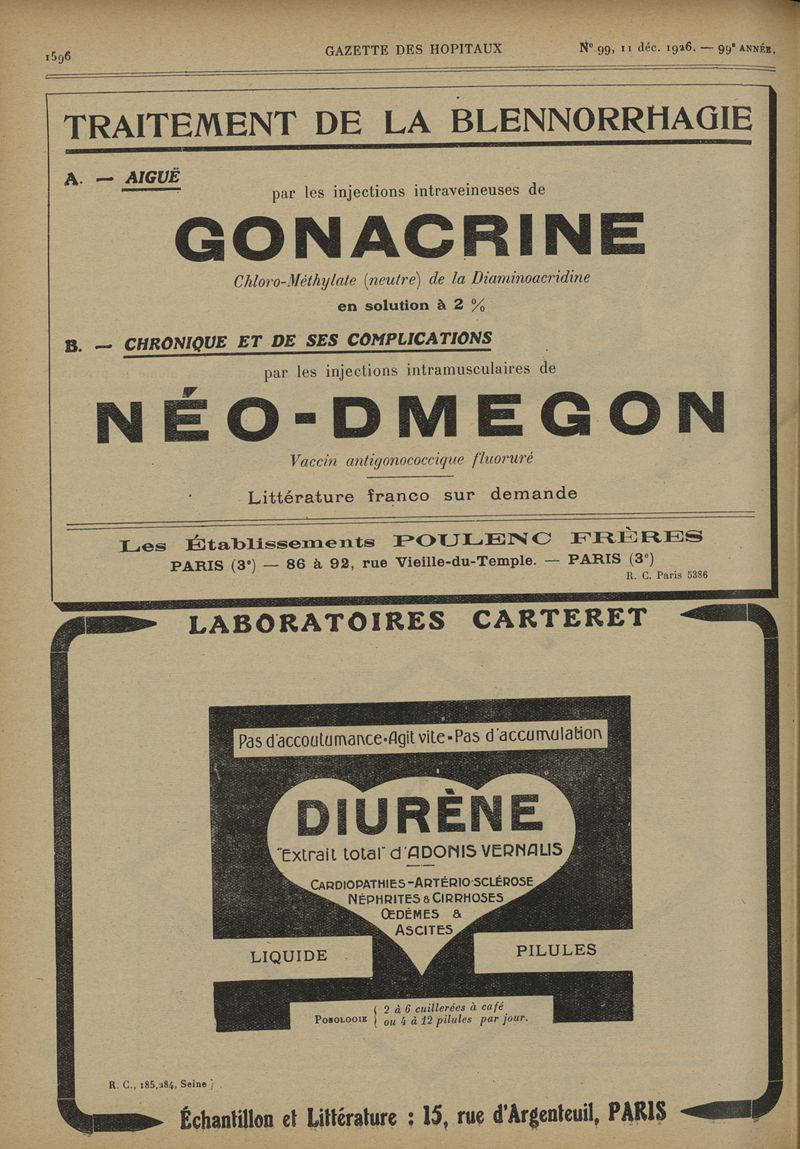 1596
GAZETTE DES HOPITAUX
N° 99, 11 déc. 1926. — 99e ANNÉE.
TRAITEMENT DE LA BLENNORRHAGIE
A. — AIGUË
par les injections intraveineuses de
GONACRINE
Chloro-Méthylate (neutre) de la Diaminoacridine
en solution à 2 %
B. — CHRONIQUE ET DE SES COMPLICATIONS
par les injections intramusculaires de
NÉO-DMEGON
Vaccin antigonococcique fluoruré
Littérature franco sur demande
Les Établissements POULENC FRÈRES
PARIS (3e) — 86 à 92, rue Vieille-du-Temple. — PARIS (3e)
R. C. Paris 5386
LABORATOIRES CARTERET
Pas d'accoutumance•Agit vite•Pas d'accumulation
DIURÈNE
"Extrait total" d'ADONIS VERNALIS
CARDIOPATHIES-ARTÉRIO-SCLÉROSE
NÉPHRITES & CIRRHOSES
ŒDÈMES &
ASCITES
LIQUIDE
PILULES
POSOLOGIE { 2 à 6 cuillerées à café
ou 4 à 12 pilules par jour.
R. C., 185,284, Seine
Échantillon et Littérature : 15, rue d'Argenteuil, PARIS